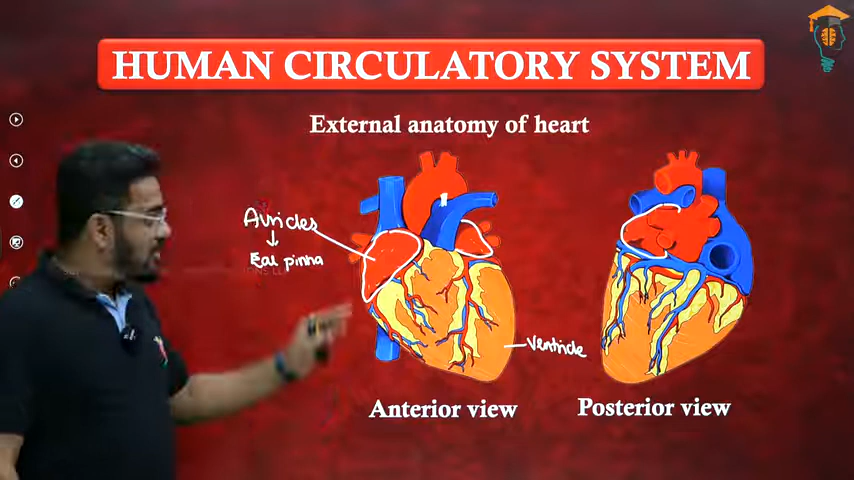 HUMAN CIRCULATORY SYSTEM
External anatomy of heart
Auricles
Ear pinna
Ventricle
Anterior view
Posterior view